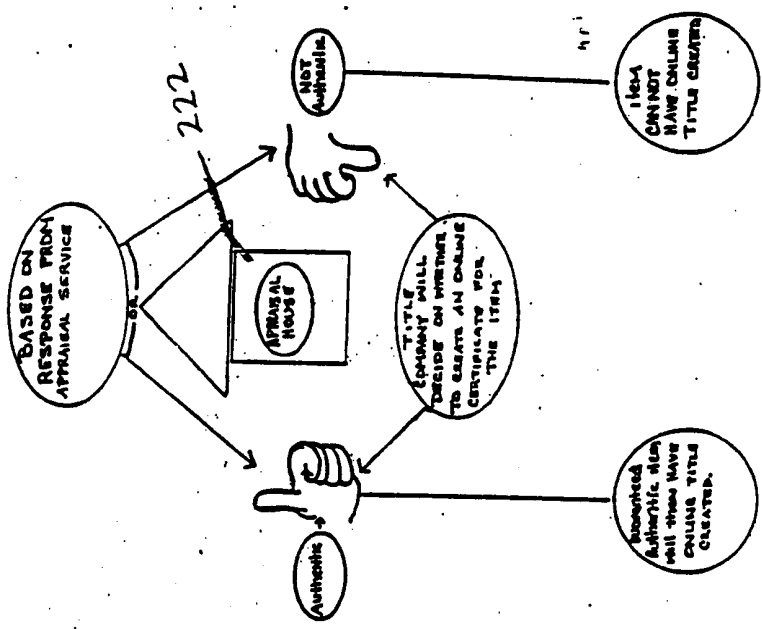 BASED ON
RESPONSE FROM
APPRAISAL SERVICE
OR
222
APPRAISAL
HOUSE
Authentic
NOT
Authentic
TITLE
COMPANY WILL
DECIDE ON WHETHER
TO CREATE AN ONLINE
CERTIFICATE FOR
THE ITEM
Guaranteed
Authentic item
will then have
ONLINE TITLE
CREATED.
item
CANNOT
HAVE ONLINE
TITLE CREATED